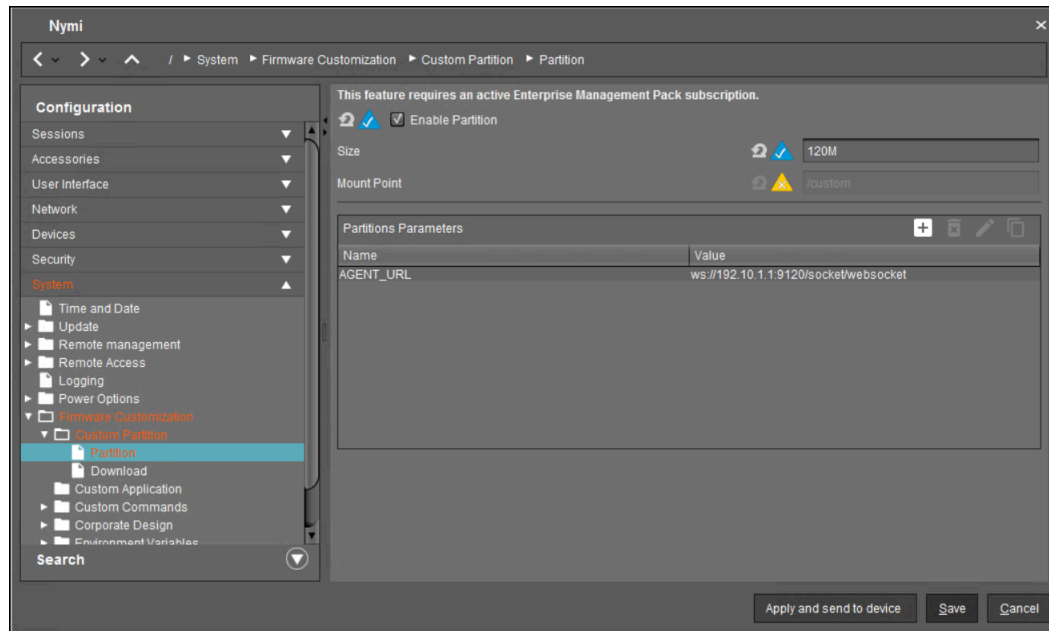 Nymi
/ System Firmware Customization Custom Partition Partition
Configuration
Sessions
Accessories
User Interface
Network
Devices
Security
System
Time and Date
Update
Remote management
Remote Access
Logging
Power Options
Firmware Customization
Custom Partition
Partition
Download
Custom Application
Custom Commands
Corporate Design
Environment Variables
Search
This feature requires an active Enterprise Management Pack subscription.
Enable Partition
Size 120M
Mount Point /custom
Partitions Parameters
Name Value
AGENT_URL ws://192.10.1.1:9120/socket/websocket
Apply and send to device Save Cancel